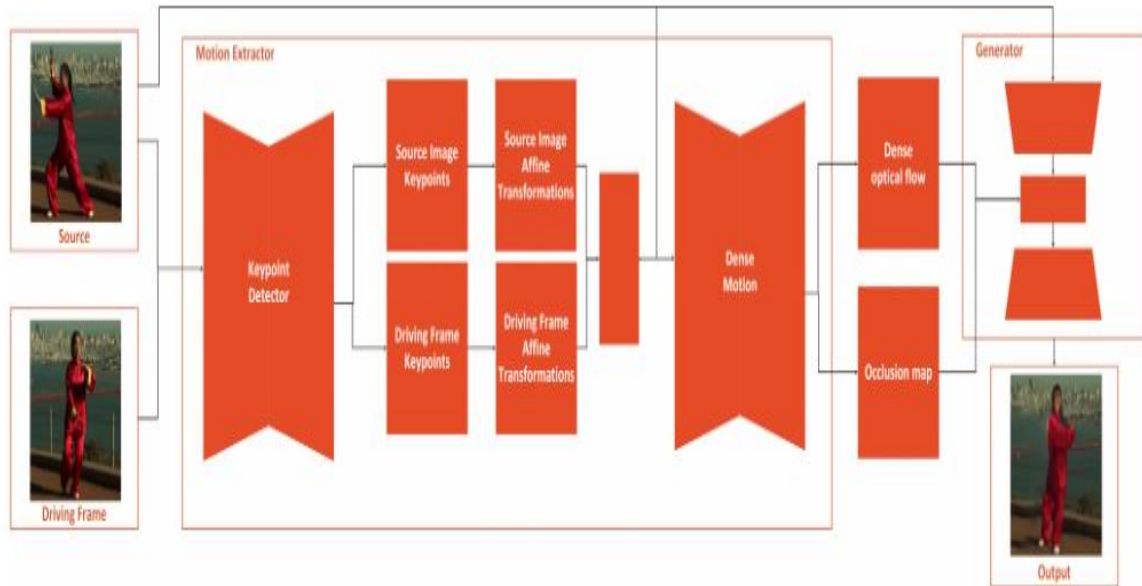 Motion Extractor
Generator
Source
Driving Frame
Keypoint
Detector
Source Image
Keypoints
Source Image
Affine
Transformations
Driving Frame
Keypoints
Driving Frame
Affine
Transformations
Dense
Motion
Dense
optical flow
Occlusion map
Output